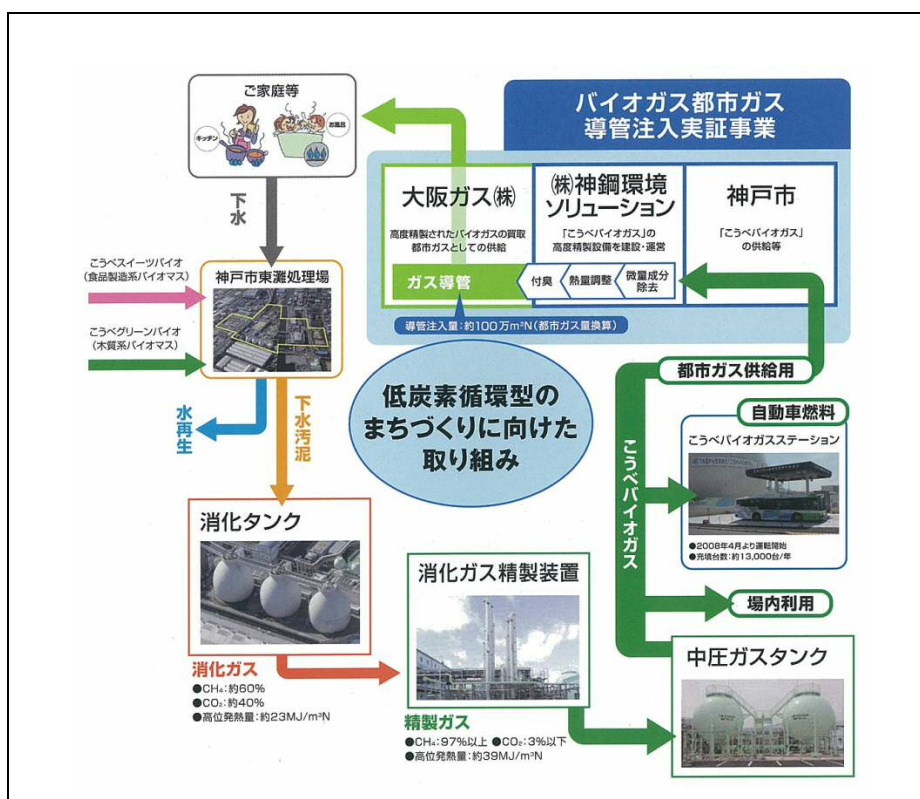 ご家庭等
キッチン
お風呂
下水
こうべスイーツバイオ
(食品製造系バイオマス)
こうべグリーンバイオ
(木質系バイオマス)
神戸市東灘処理場
水再生
下水汚泥
消化タンク
消化ガス
●CH₄:約60%
●CO₂:約40%
●高位発熱量:約23MJ/m³N
消化ガス精製装置
精製ガス
●CH₄:97%以上 ●CO₂:3%以下
●高位発熱量:約39MJ/m³N
中圧ガスタンク
こうべバイオガス
場内利用
自動車燃料
こうべバイオガスステーション
●2008年4月より運転開始
●充填台数:約13,000台/年
都市ガス供給用
バイオガス都市ガス
導管注入実証事業
大阪ガス㈱
高度精製されたバイオガスの買取
都市ガスとしての供給
㈱神鋼環境
ソリューション
「こうべバイオガス」の
高度精製設備を建設・運営
神戸市
「こうべバイオガス」
の供給等
ガス導管
付臭
熱量調整
微量成分
除去
導管注入量:約100万m³N(都市ガス量換算)
低炭素循環型の
まちづくりに向けた
取り組み